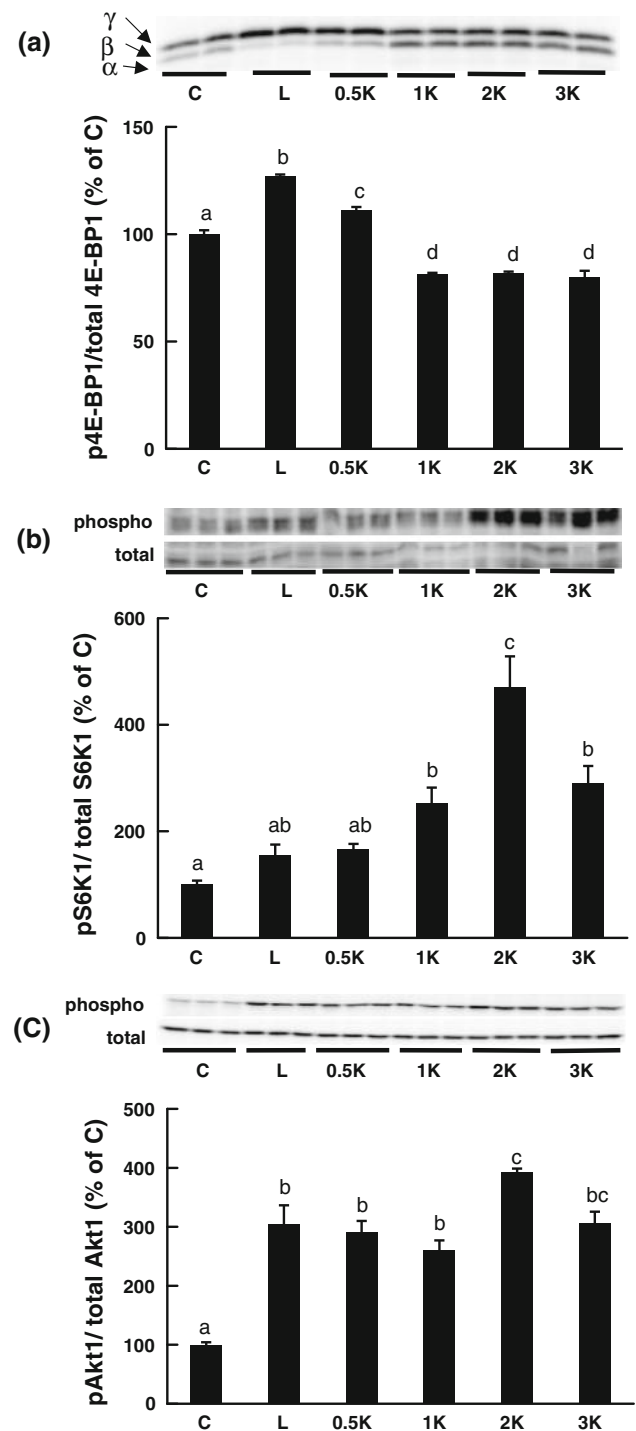 (a)
γ
β
α
C L 0.5K 1K 2K 3K
p4E-BP1/total 4E-BP1 (% of C)
150
100
50
0
a b c d d d
C L 0.5K 1K 2K 3K
(b)
phospho
total
C L 0.5K 1K 2K 3K
pS6K1/ total S6K1 (% of C)
600
400
200
0
a ab ab b c b
C L 0.5K 1K 2K 3K
(C)
phospho
total
C L 0.5K 1K 2K 3K
pAkt1/ total Akt1 (% of C)
500
400
300
200
100
0
a b b b c bc
C L 0.5K 1K 2K 3K